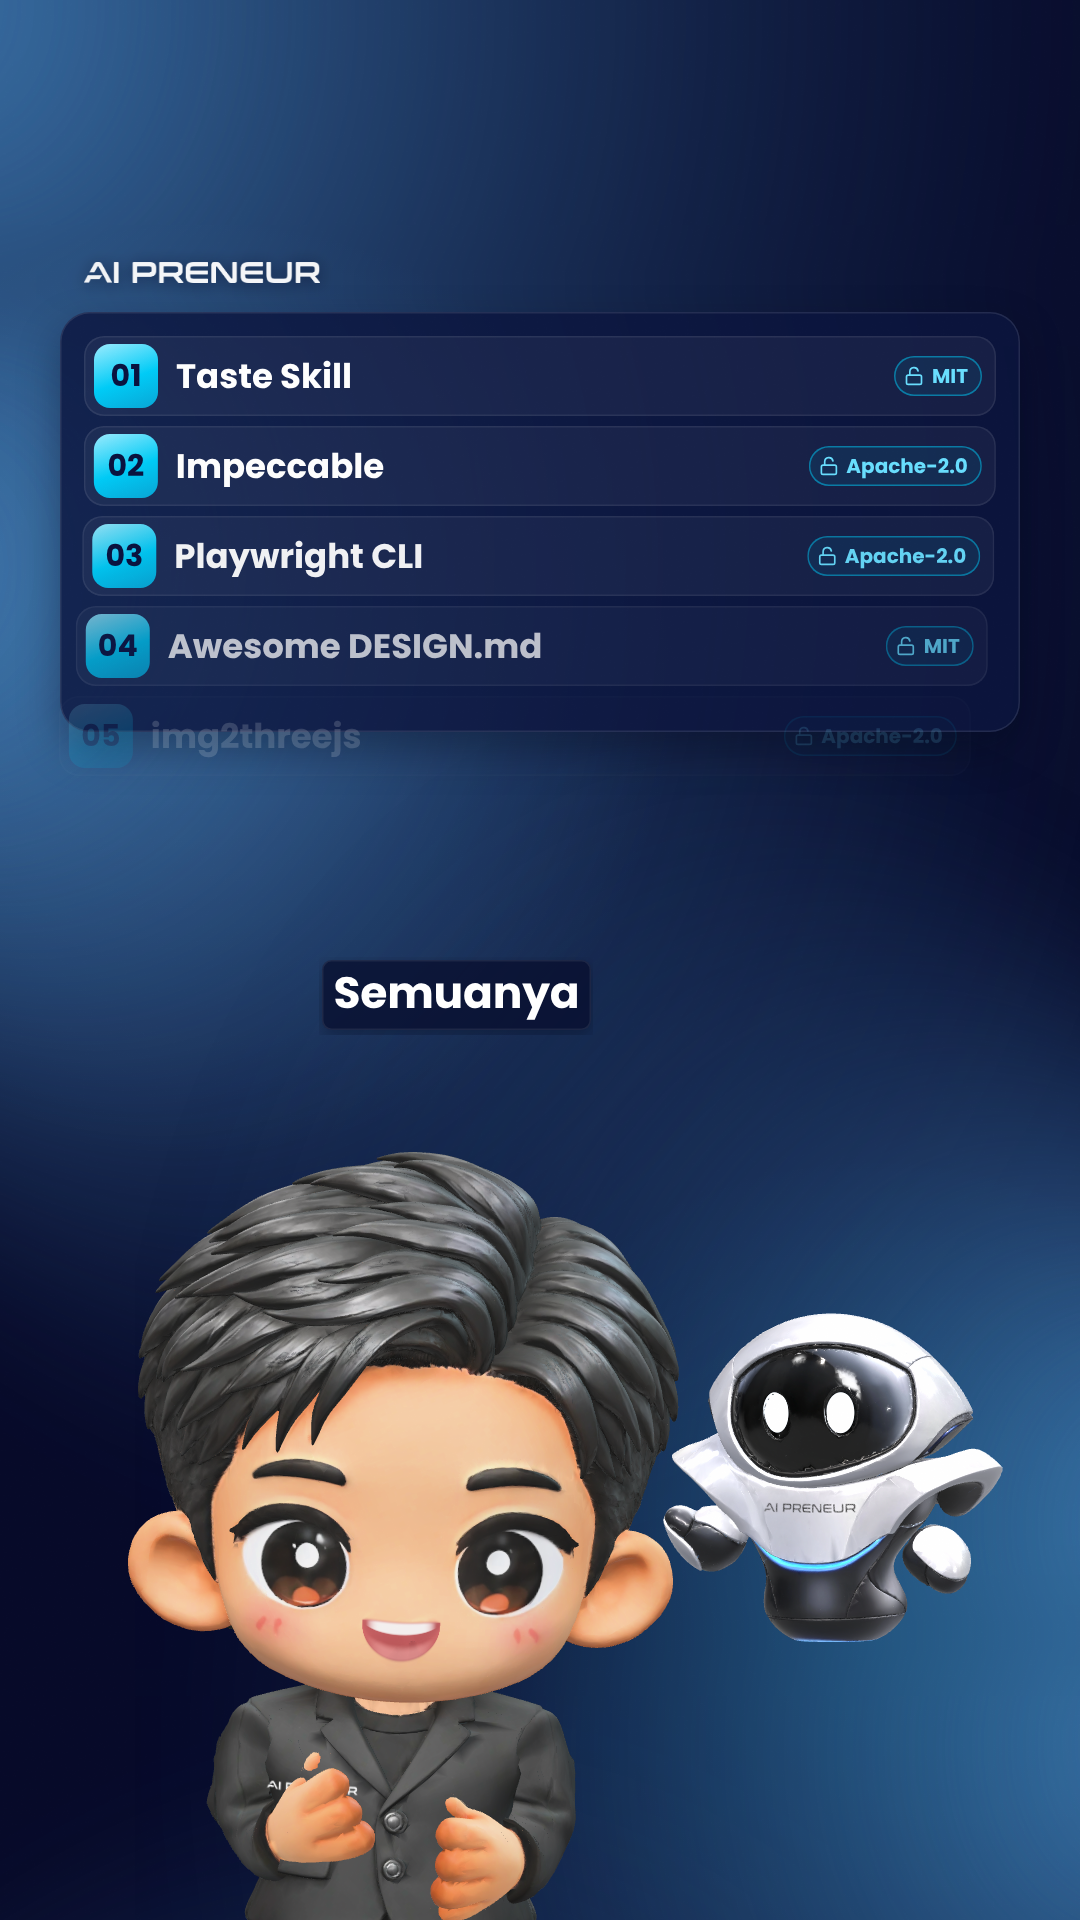 AI PRENEUR
01 Taste Skill MIT
02 Impeccable Apache-2.0
03 Playwright CLI Apache-2.0
04 Awesome DESIGN.md MIT
05 img2threejs Apache-2.0
Semuanya
AI PRENEUR